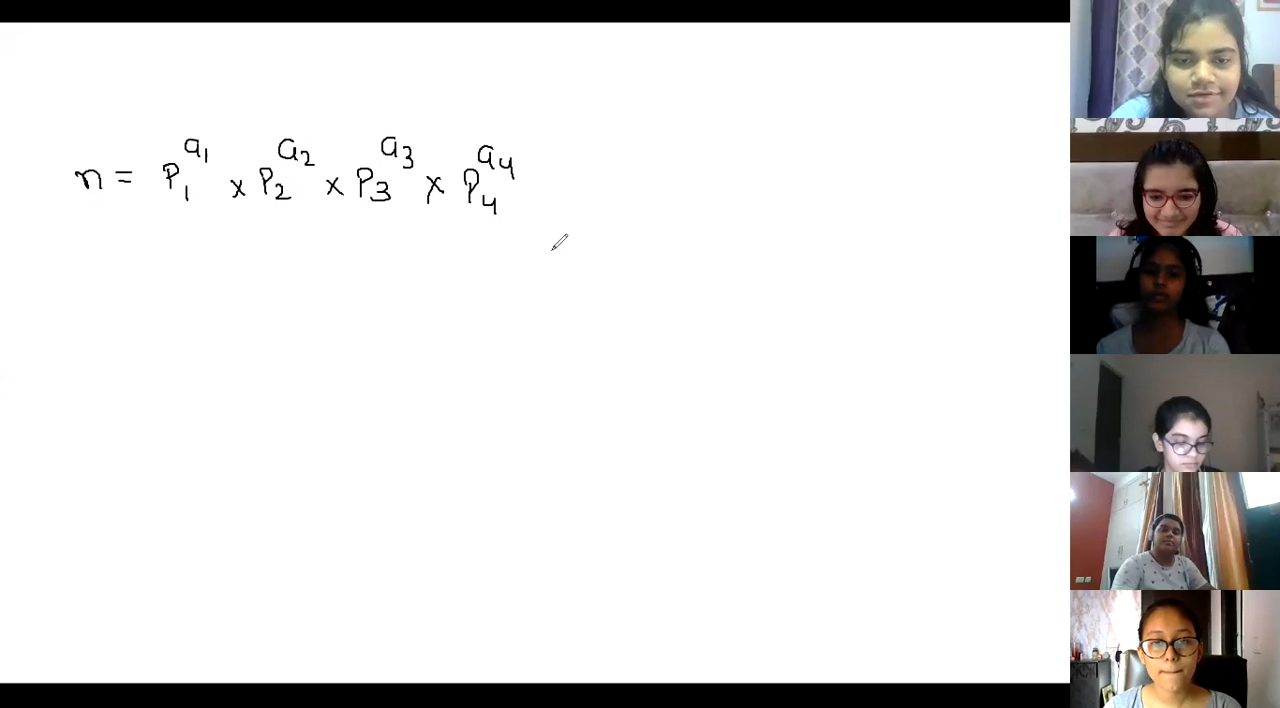 n = P₁^a₁ × P₂^a₂ × P₃^a₃ × P₄^a₄